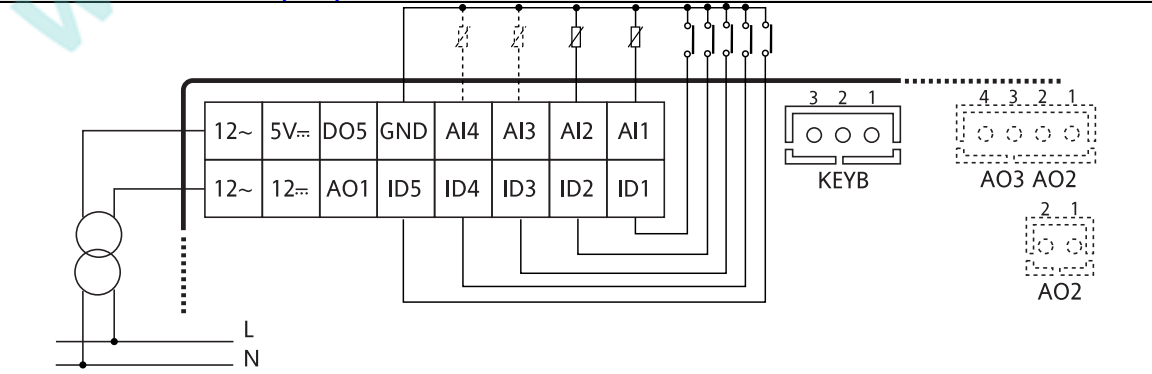 3 2 1
4 3 2 1
12~ 5V⎓ DO5 GND AI4 AI3 AI2 AI1
12~ 12⎓ AO1 ID5 ID4 ID3 ID2 ID1
KEYB
AO3 AO2
2 1
AO2
L
N